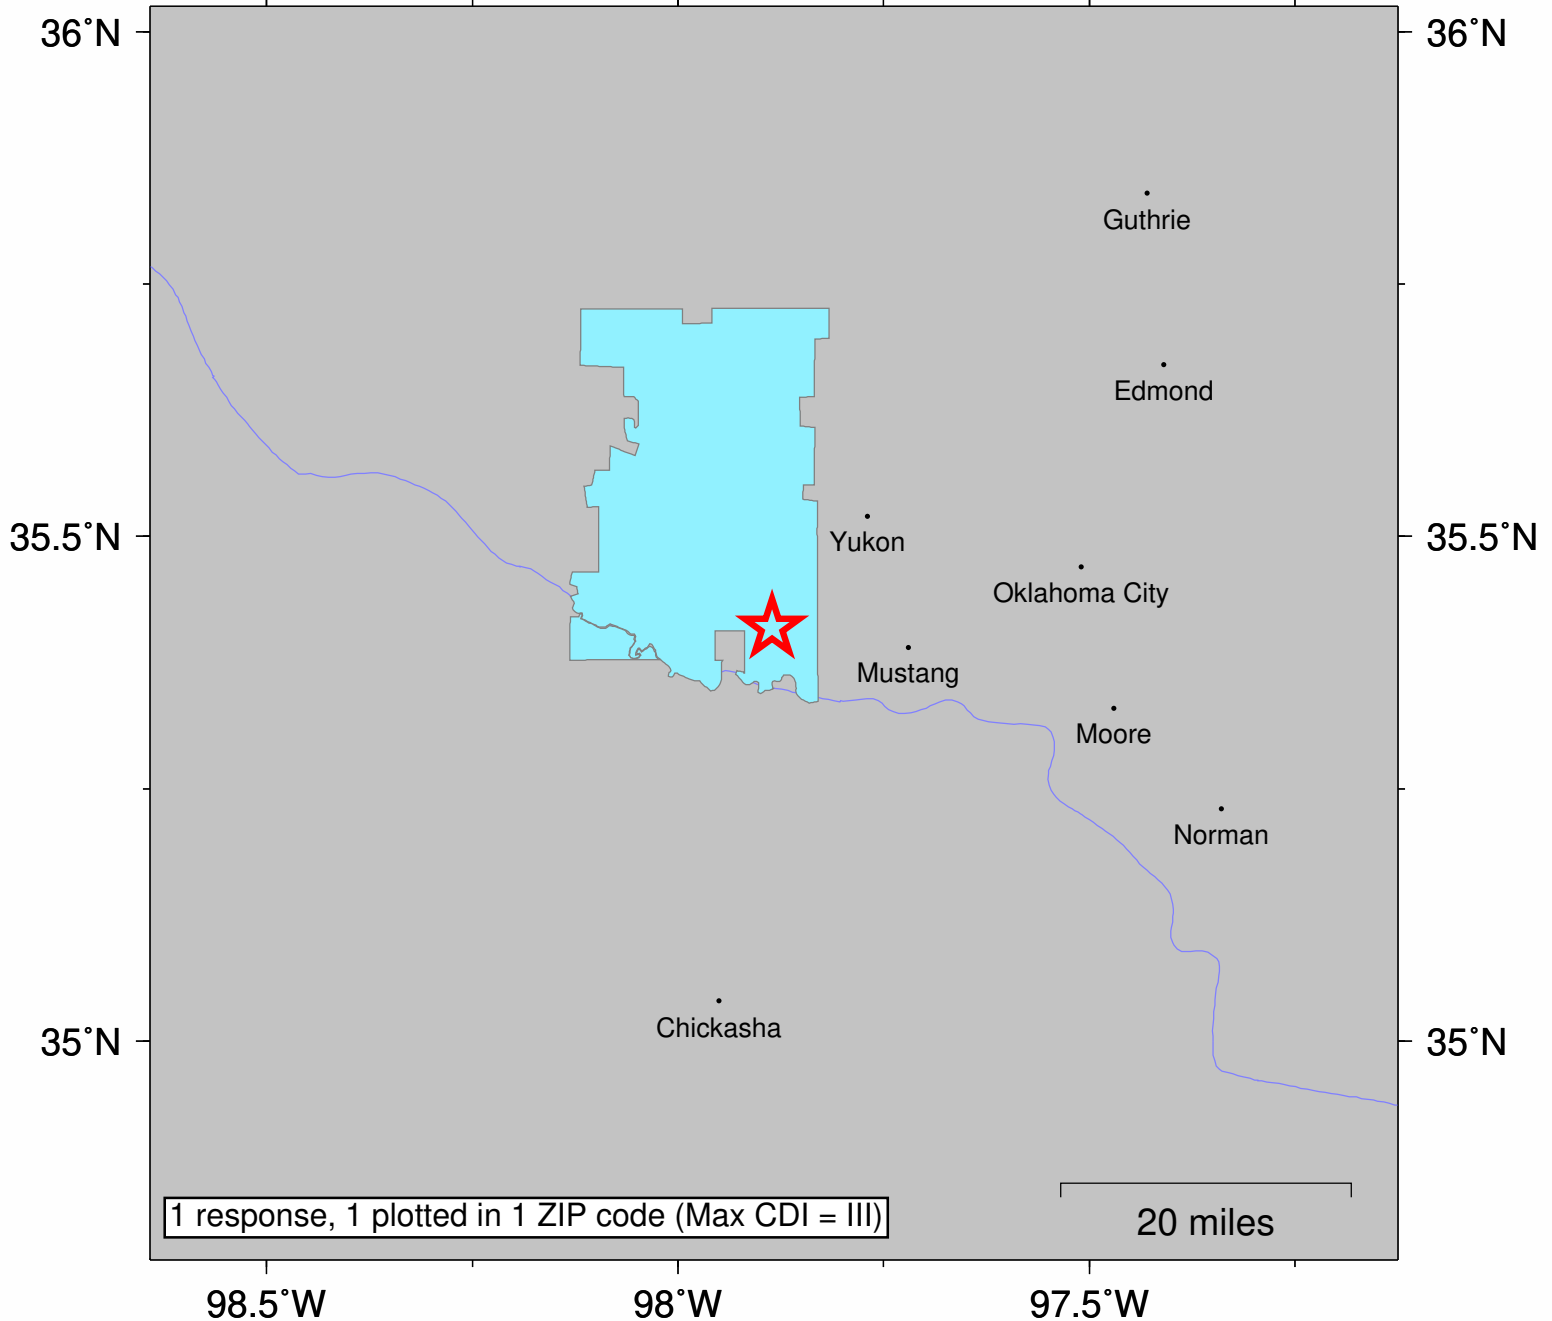 36°N
36°N
Guthrie
Edmond
35.5°N
Yukon
35.5°N
Oklahoma City
Mustang
Moore
Norman
Chickasha
35°N
35°N
1 response, 1 plotted in 1 ZIP code (Max CDI = III)
20 miles
98.5°W
98°W
97.5°W